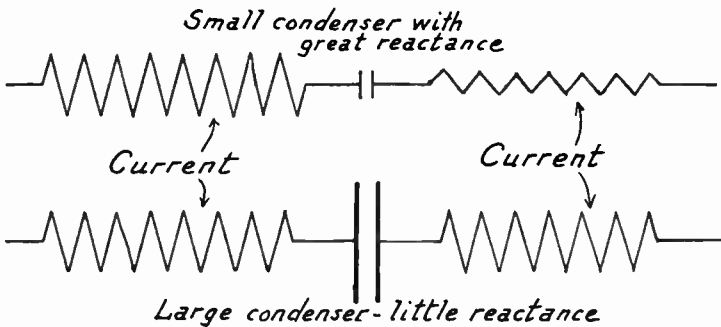 Small condenser with
great reactance
Current
Current
Large condenser - little reactance